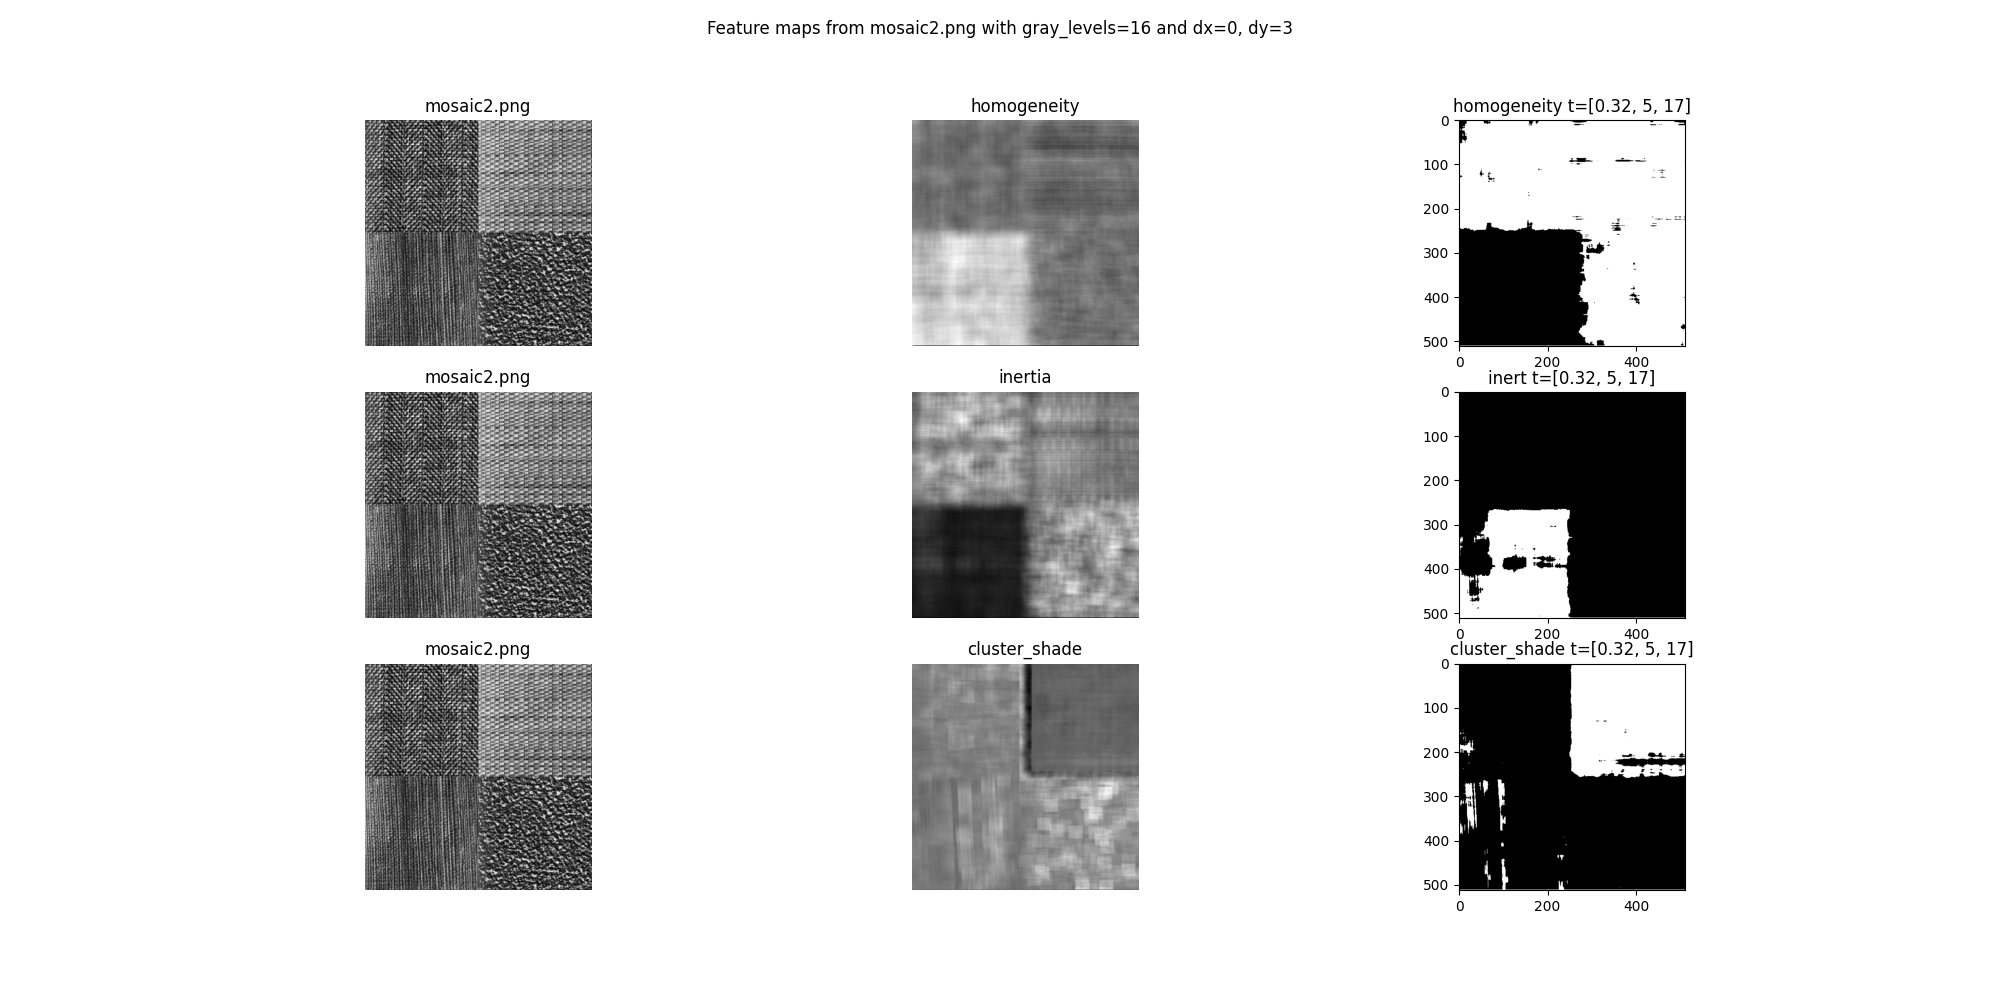 Feature maps from mosaic2.png with gray_levels=16 and dx=0, dy=3
mosaic2.png
homogeneity
homogeneity t=[0.32, 5, 17]
0
100
200
300
400
500
0
200
400
mosaic2.png
inertia
inert t=[0.32, 5, 17]
0
100
200
300
400
500
0
200
400
mosaic2.png
cluster_shade
cluster_shade t=[0.32, 5, 17]
0
100
200
300
400
500
0
200
400